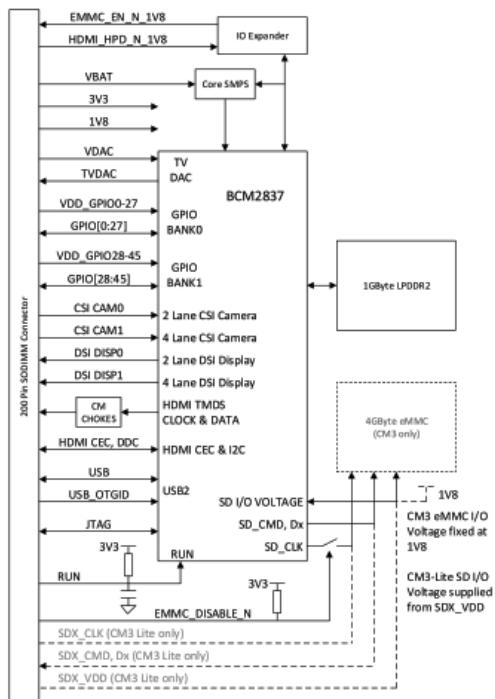 EMMC_EN_N_1V8
HDMI_HPD_N_1V8
IO Expander
VBAT
Core SMPS
3V3
1V8
VDAC
TVDAC
TV
DAC
BCM2837
VDD_GPIO0-27
GPIO[0:27]
GPIO
BANK0
VDD_GPIO28-45
GPIO[28:45]
GPIO
BANK1
1GByte LPDDR2
200 Pin SODIMM Connector
CSI CAM0
2 Lane CSI Camera
CSI CAM1
4 Lane CSI Camera
DSI DISP0
2 Lane DSI Display
DSI DISP1
4 Lane DSI Display
CM
CHOKES
HDMI TMDS
CLOCK & DATA
4GByte eMMC
(CM3 only)
HDMI CEC, DDC
HDMI CEC & I2C
USB
USB2
USB_OTGID
SD I/O VOLTAGE
1V8
JTAG
SD_CMD, Dx
SD_CLK
CM3 eMMC I/O
Voltage fixed at
1V8
3V3
RUN
RUN
3V3
CM3-Lite SD I/O
Voltage supplied
from SDX_VDD
EMMC_DISABLE_N
SDX_CLK (CM3 Lite only)
SDX_CMD, Dx (CM3 Lite only)
SDX_VDD (CM3 Lite only)